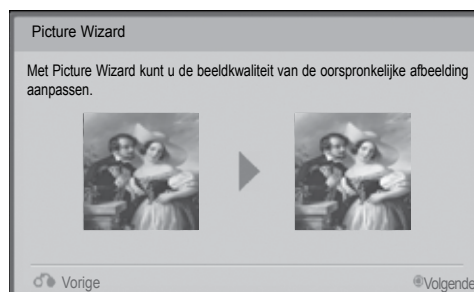 Picture Wizard
Met Picture Wizard kunt u de beeldkwaliteit van de oorspronkelijke afbeelding
aanpassen.
Vorige
Volgende